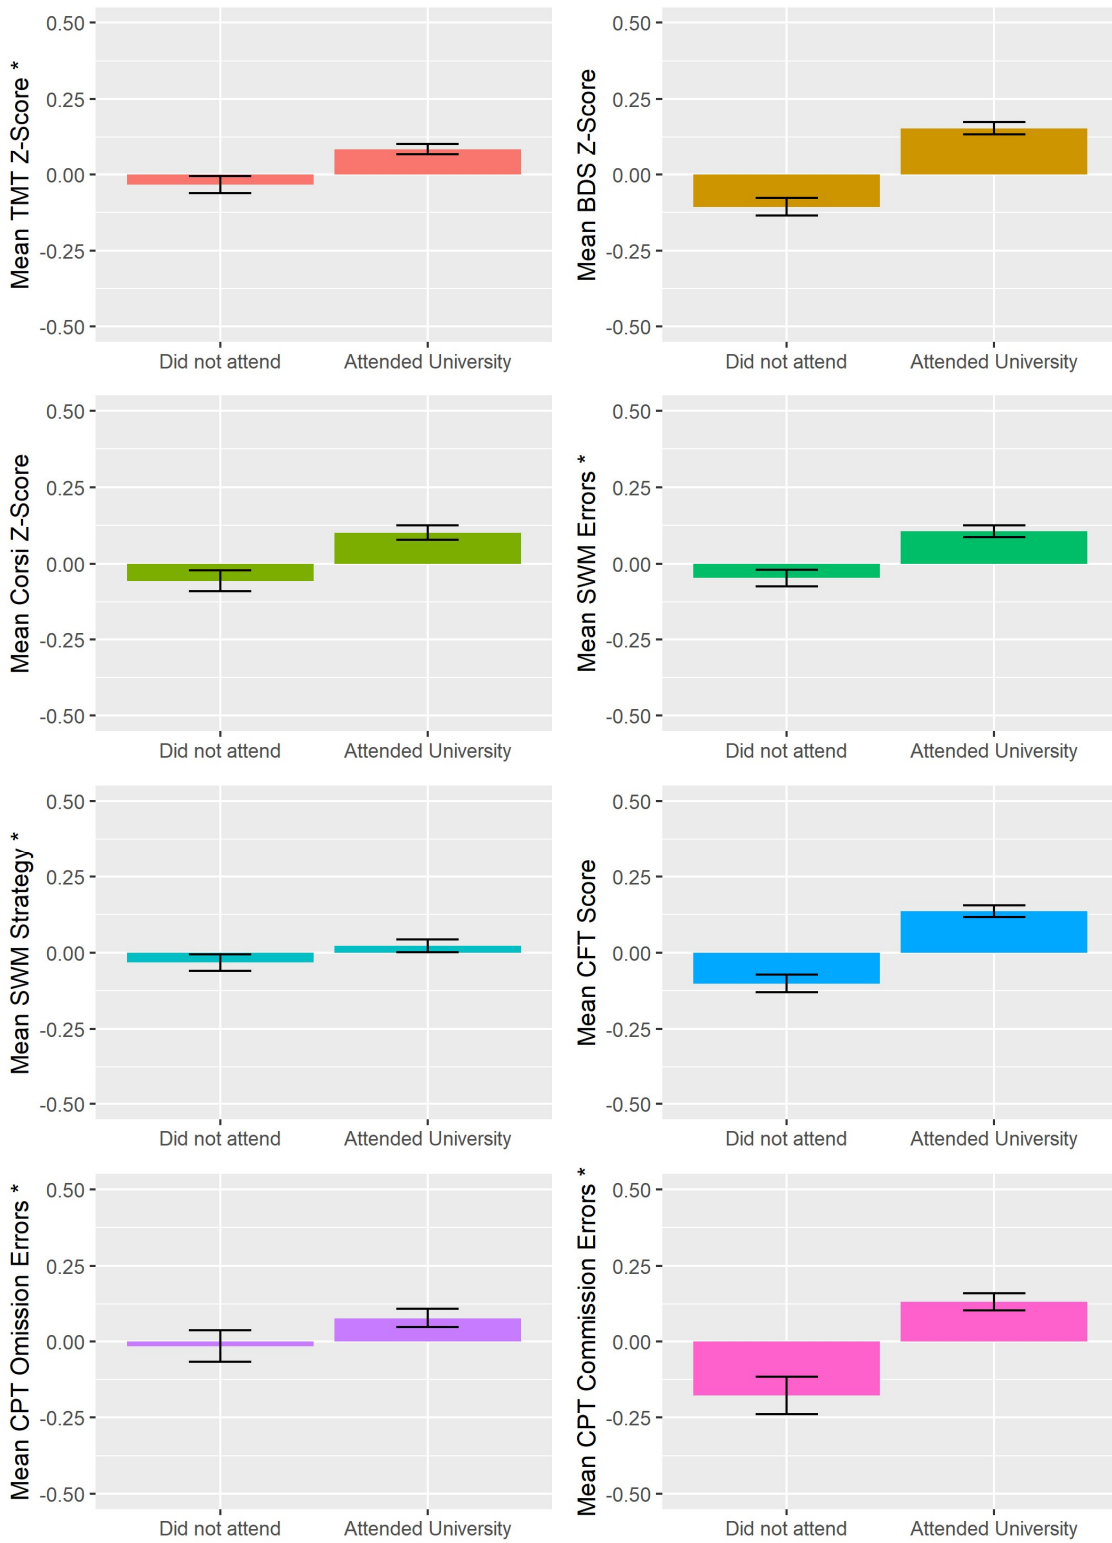 Mean TMT Z-Score *
0.50
0.25
0.00
-0.25
-0.50
Did not attend
Attended University
Mean BDS Z-Score
0.50
0.25
0.00
-0.25
-0.50
Did not attend
Attended University
Mean Corsi Z-Score
0.50
0.25
0.00
-0.25
-0.50
Did not attend
Attended University
Mean SWM Errors *
0.50
0.25
0.00
-0.25
-0.50
Did not attend
Attended University
Mean SWM Strategy *
0.50
0.25
0.00
-0.25
-0.50
Did not attend
Attended University
Mean CFT Score
0.50
0.25
0.00
-0.25
-0.50
Did not attend
Attended University
Mean CPT Omission Errors *
0.50
0.25
0.00
-0.25
-0.50
Did not attend
Attended University
Mean CPT Commission Errors *
0.50
0.25
0.00
-0.25
-0.50
Did not attend
Attended University